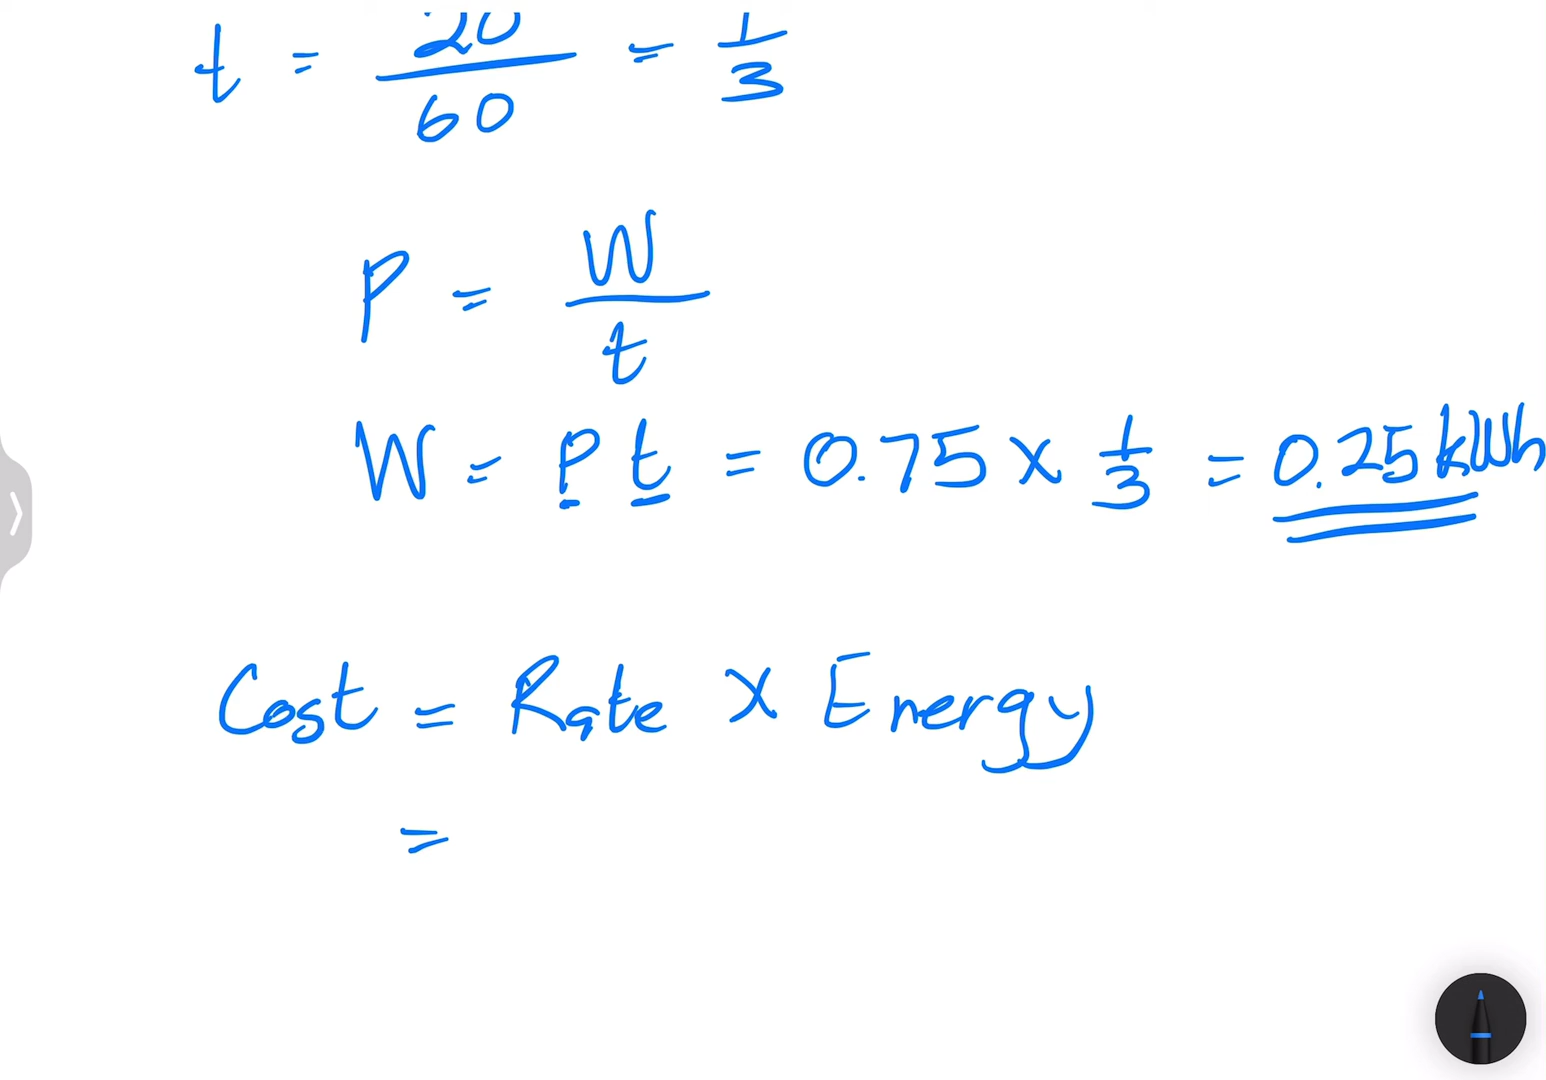 t = 20/60 = 1/3
P = W/t
W = Pt = 0.75 × 1/3 = 0.25 kWh
Cost = Rate × Energy
=